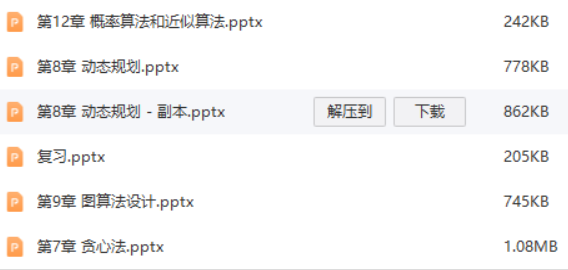 第12章 概率算法和近似算法.pptx 242KB
第8章 动态规划.pptx 778KB
第8章 动态规划 - 副本.pptx 解压到 下载 862KB
复习.pptx 205KB
第9章 图算法设计.pptx 745KB
第7章 贪心法.pptx 1.08MB